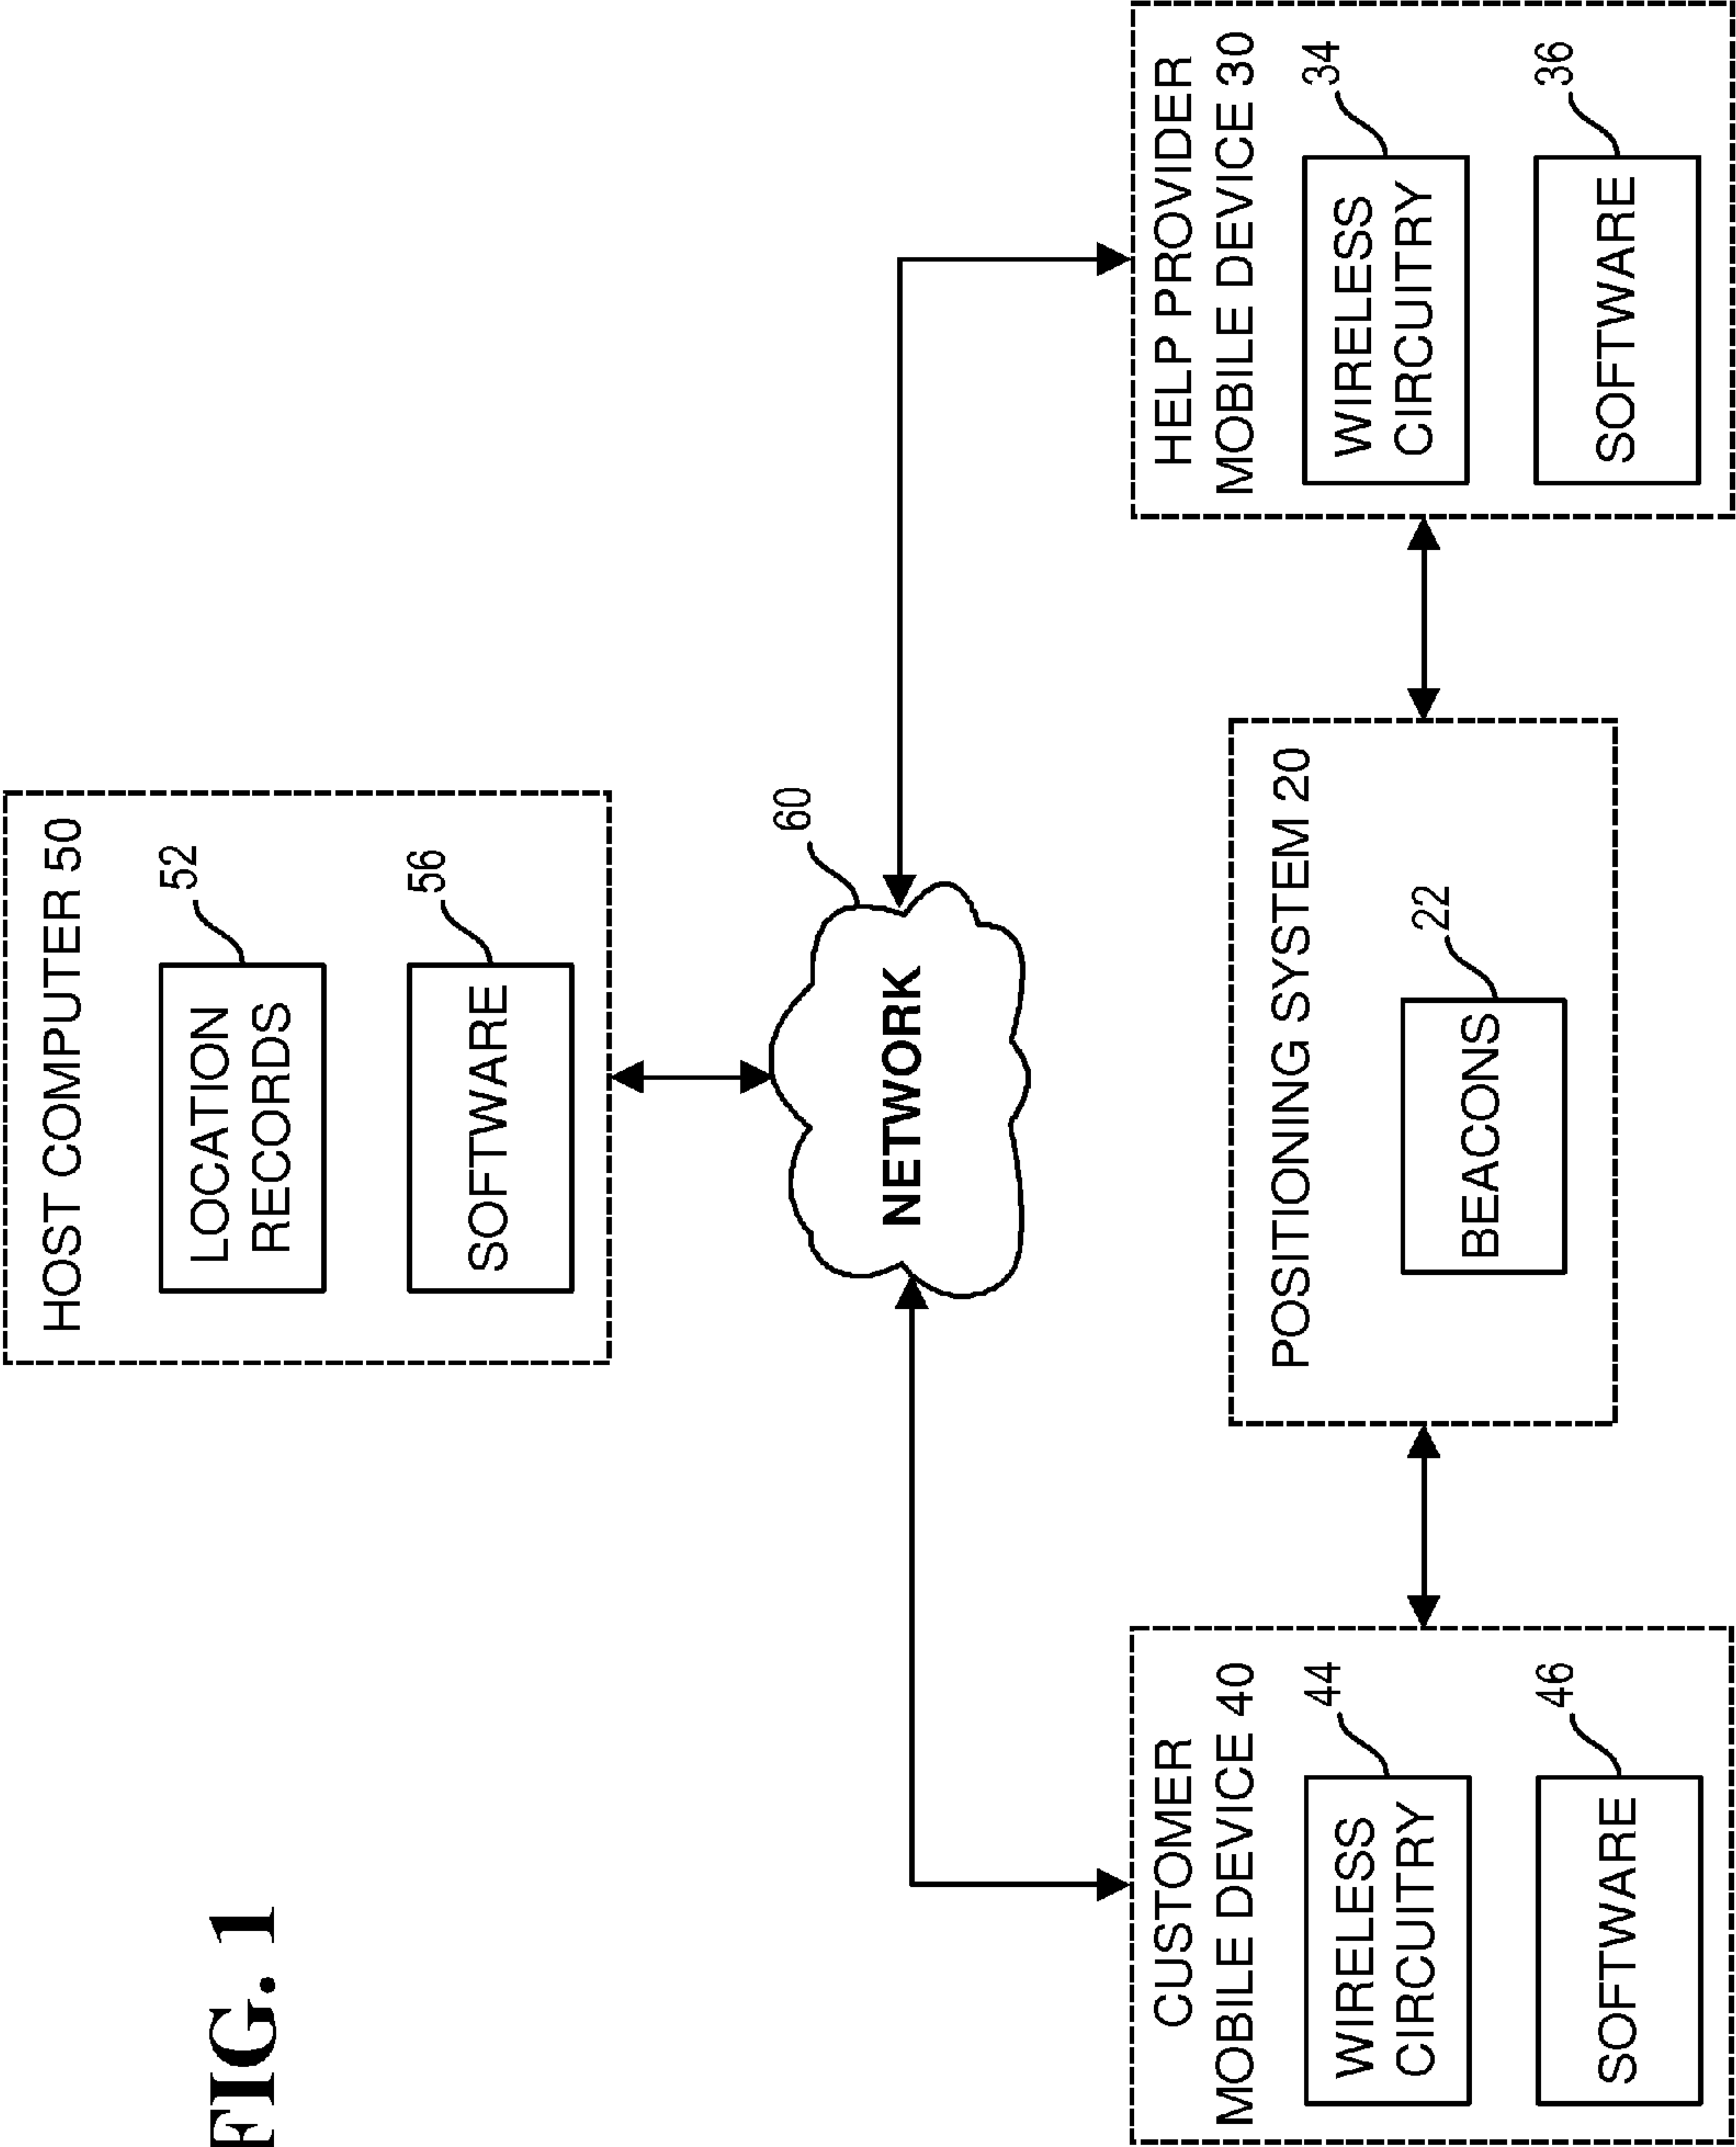 FIG. 1
HOST COMPUTER 50
52
LOCATION
RECORDS
56
SOFTWARE
60
NETWORK
CUSTOMER
MOBILE DEVICE 40
44
WIRELESS
CIRCUITRY
46
SOFTWARE
POSITIONING SYSTEM 20
22
BEACONS
HELP PROVIDER
MOBILE DEVICE 30
34
WIRELESS
CIRCUITRY
36
SOFTWARE